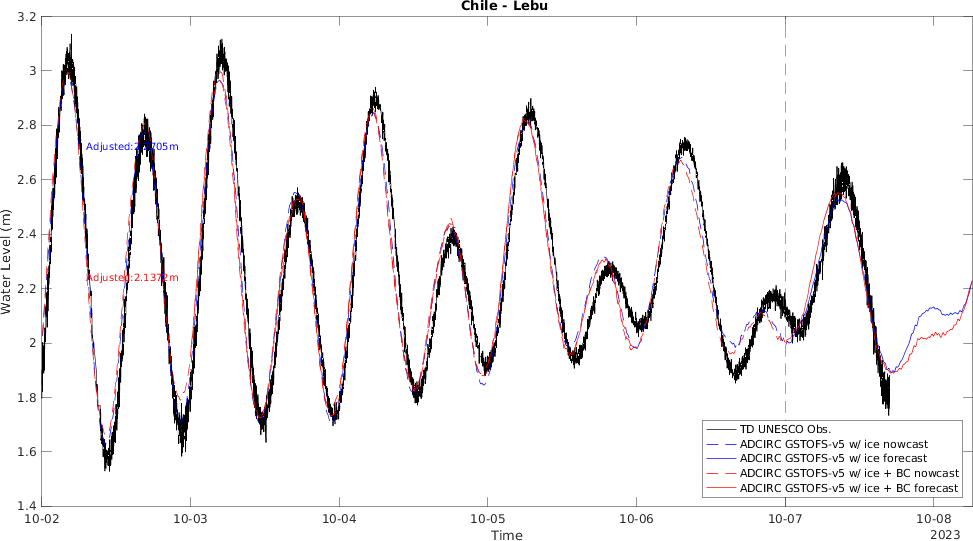 Chile - Lebu
3.2
3
2.8
2.6
2.4
2.2
2
1.8
1.6
1.4
Water Level (m)
Adjusted:2.1372m
10-02
10-03
10-04
10-05
10-06
10-07
10-08
Time
2023
TD UNESCO Obs.
ADCIRC GSTOFS-v5 w/ ice nowcast
ADCIRC GSTOFS-v5 w/ ice forecast
ADCIRC GSTOFS-v5 w/ ice + BC nowcast
ADCIRC GSTOFS-v5 w/ ice + BC forecast